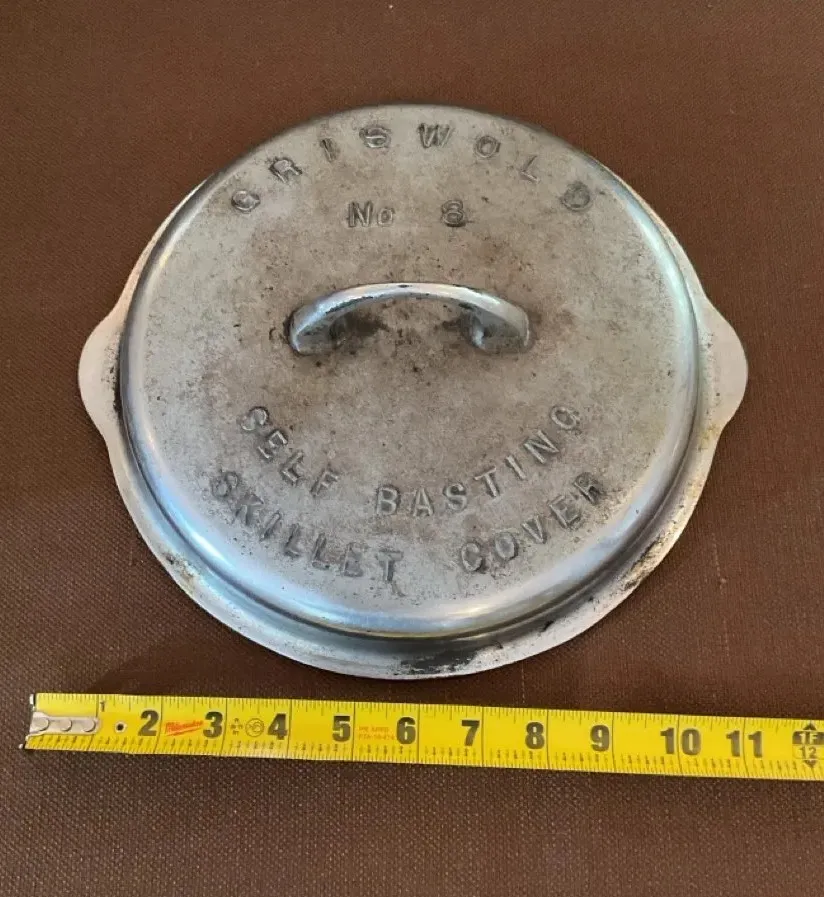 GRISWOLD
No 8
SELF BASTING
SKILLET COVER
1 2 Milwaukee 3 4 5 6 7 8 9 10 11 1F
12